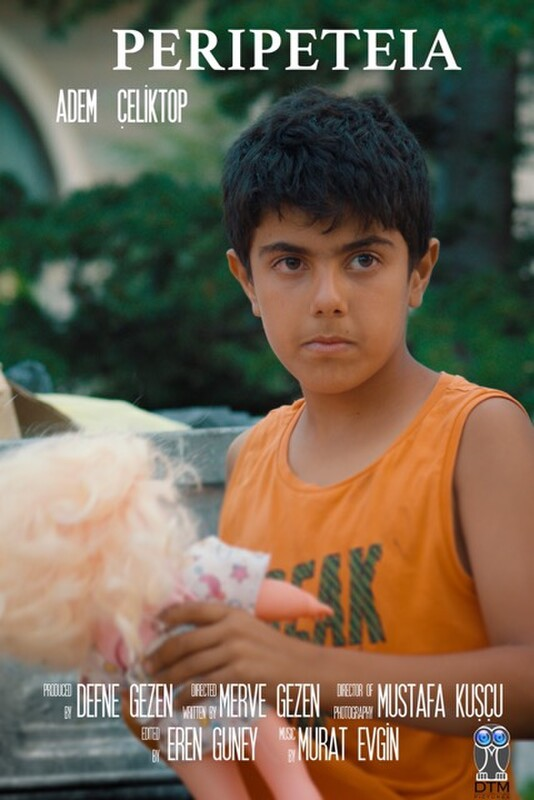 PERIPETEIA
ADEM ÇELİKTOP
EAK
PRODUCED BY DEFNE GEZEN DIRECTED WRITTEN BY MERVE GEZEN DIRECTOR OF PHOTOGRAPHY MUSTAFA KUŞÇU
EDITED BY EREN GUNEY MUSIC BY MURAT EVGİN
DTM